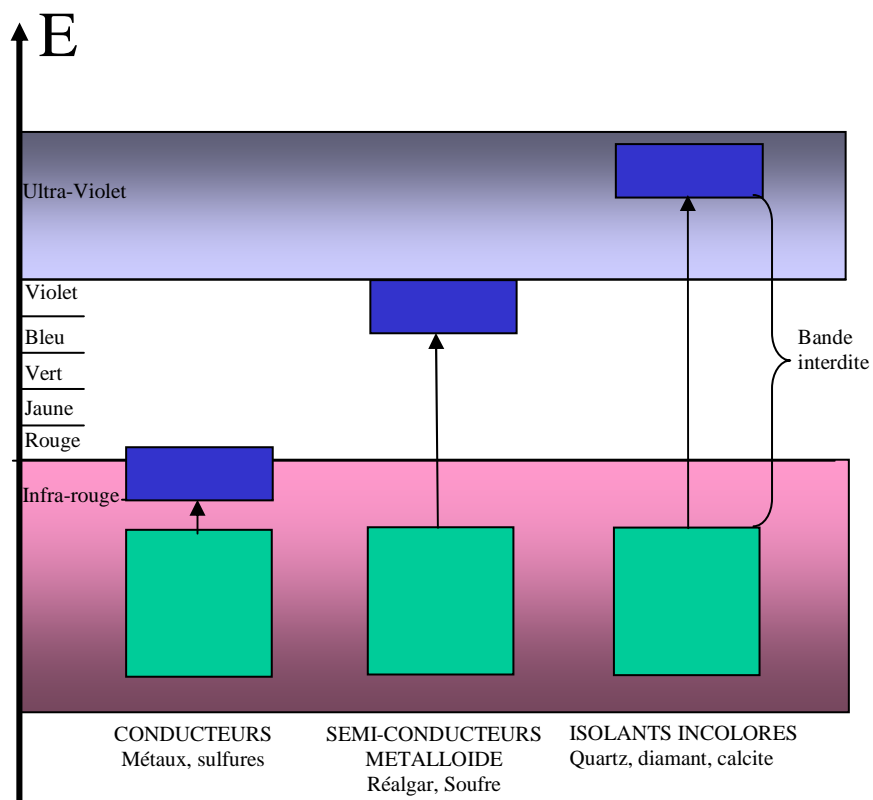 E
Ultra-Violet
Violet
Bleu
Vert
Jaune
Rouge
Infra-rouge
Bande
interdite
CONDUCTEURS
Métaux, sulfures
SEMI-CONDUCTEURS
METALLOIDE
Réalgar, Soufre
ISOLANTS INCOLORES
Quartz, diamant, calcite